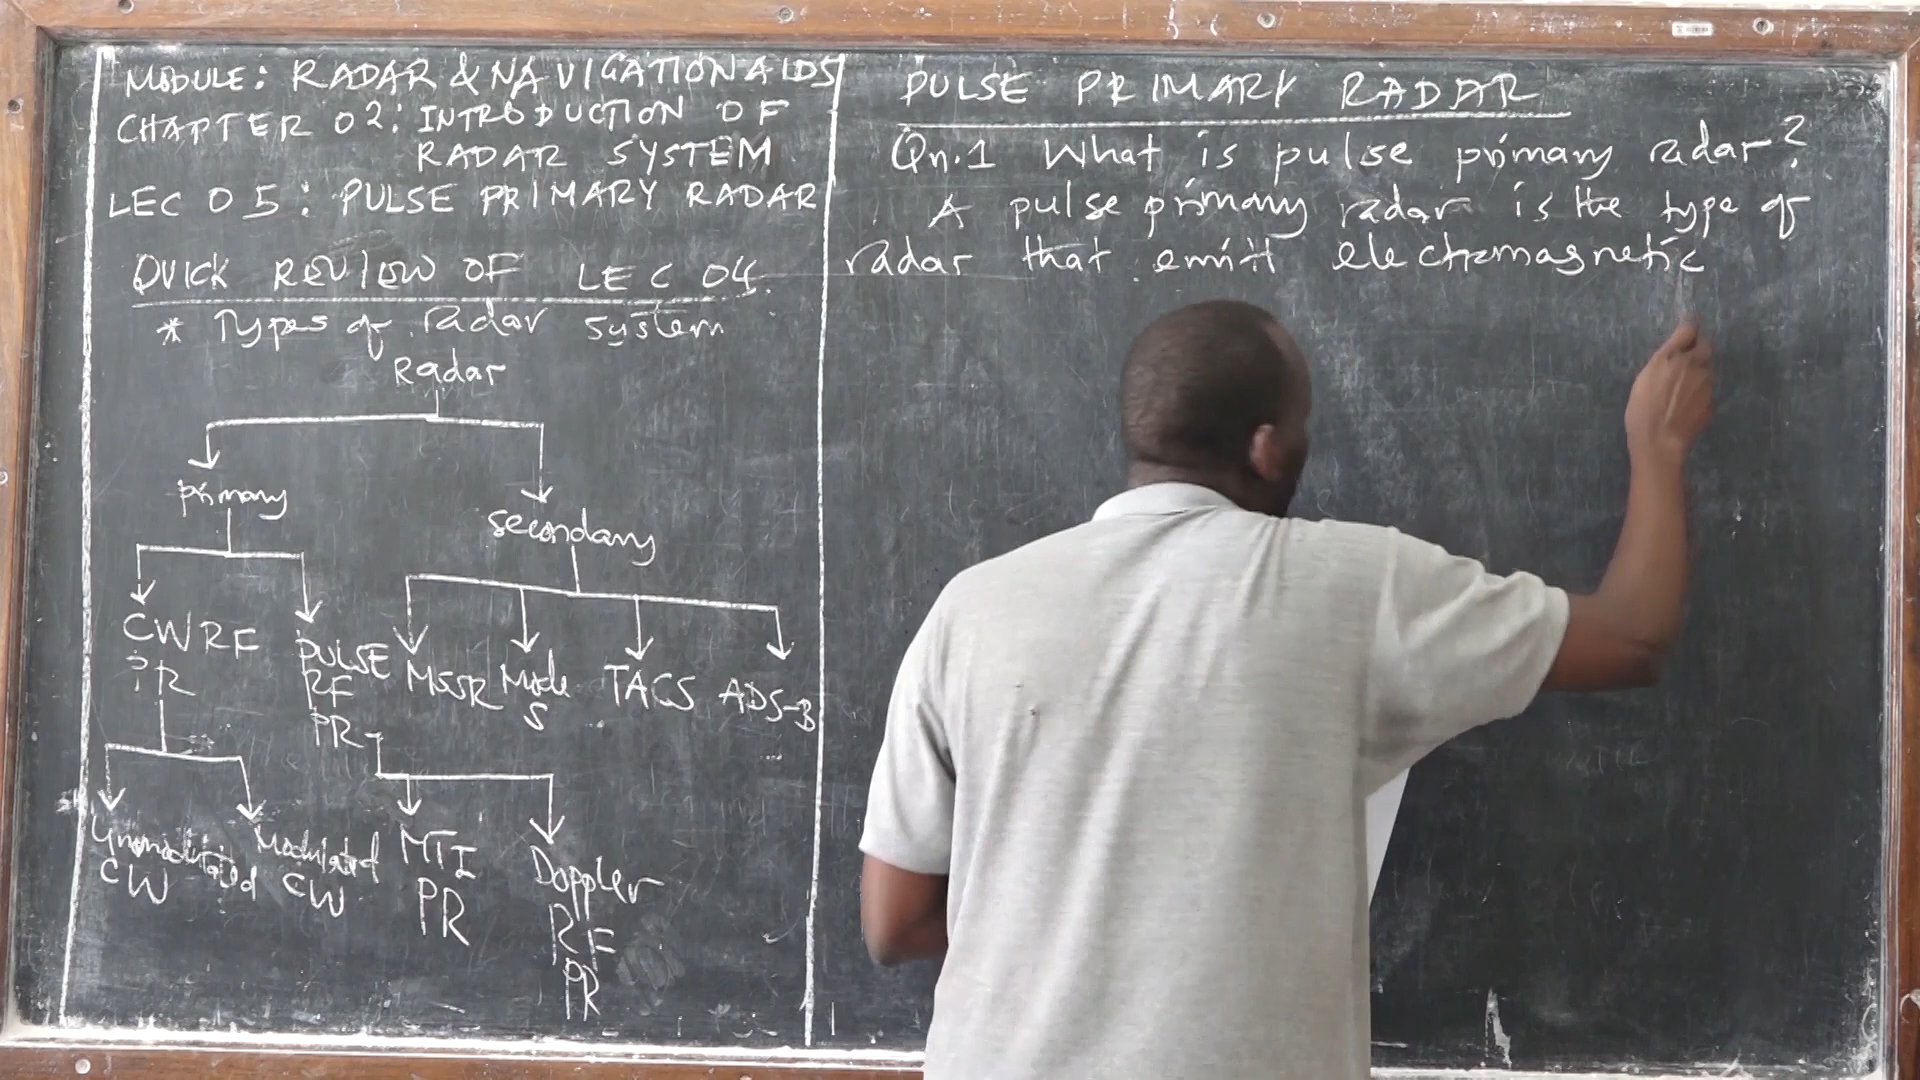 MODULE: RADAR & NAVIGATION AIDS
CHAPTER 02: INTRODUCTION OF
RADAR SYSTEM
LEC 05: PULSE PRIMARY RADAR
QUICK REVIEW OF LEC 04.
* Types of radar system
Radar
primary
secondary
CWRF
PR
PULSE
RF
PR
MSSR
Mode
S
TACS
ADS-B
Unmodulated
CW
Modulated
CW
MTI
PR
Doppler
RF
PR
PULSE PRIMARY RADAR
Qn.1 What is pulse primary radar?
A pulse primary radar is the type of
radar that emitt electromagnetic